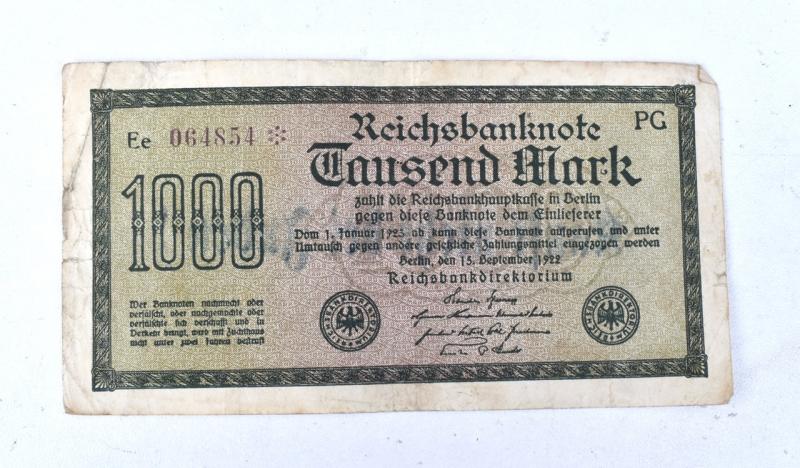 Ee 064854 *
PG
Reichsbanknote
Tausend Mark
1000
zahlt die Reichsbankhauptkasse in Berlin
gegen diese Banknote dem Einlieferer
Vom 1. Januar 1923 ab kann diese Banknote aufgerufen und unter
Umtausch gegen andere gesetzliche Zahlungsmittel eingezogen werden
Berlin, den 15. September 1922
Reichsbankdirektorium
Wer Banknoten nachmacht oder
verfälscht, oder nachgemachte oder
verfälschte sich verschafft und in
Verkehr bringt, wird mit Zuchthaus
nicht unter zwei Jahren bestraft